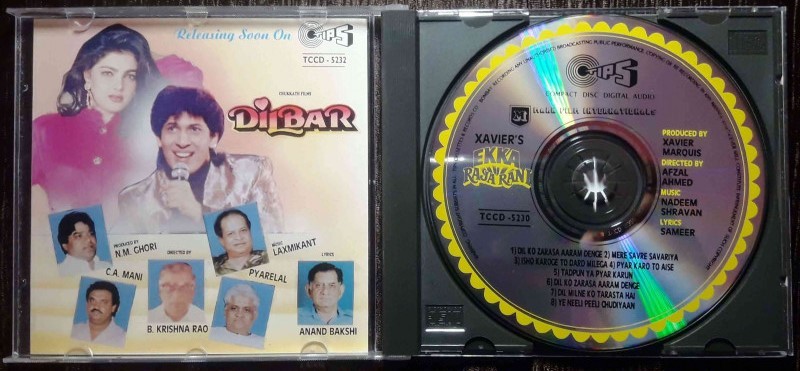 Releasing Soon On
TIPS
TCCD - 5232
DILBAR
PRODUCED BY
N.M. GHORI
C.A. MANI
DIRECTED BY
B. KRISHNA RAO
MUSIC
LAXMIKANT
PYARELAL
LYRICS
ANAND BAKSHI
TIPS
COMPACT DISC DIGITAL AUDIO
MARK FILM INTERNATIONALS
XAVIER'S
EKKA
RAJA RANI
TCCD - 5230
PRODUCED BY
XAVIER
MARQUIS
DIRECTED BY
AFZAL
AHMED
MUSIC
NADEEM
SHRAVAN
LYRICS
SAMEER
1) DIL KO ZARASA AARAM DENGE 2) MERE SAVRE SAVARIYA
3) ISHQ KAROGE TO DARD MILEGA 4) PYAR KARO TO AISE
5) TADPUN YA PYAR KARUN
6) DIL KO ZARASA AARAM DENGE
7) DIL MILNE KO TARASTA HAI
8) YE NEELI PEELI CHUDIYAAN